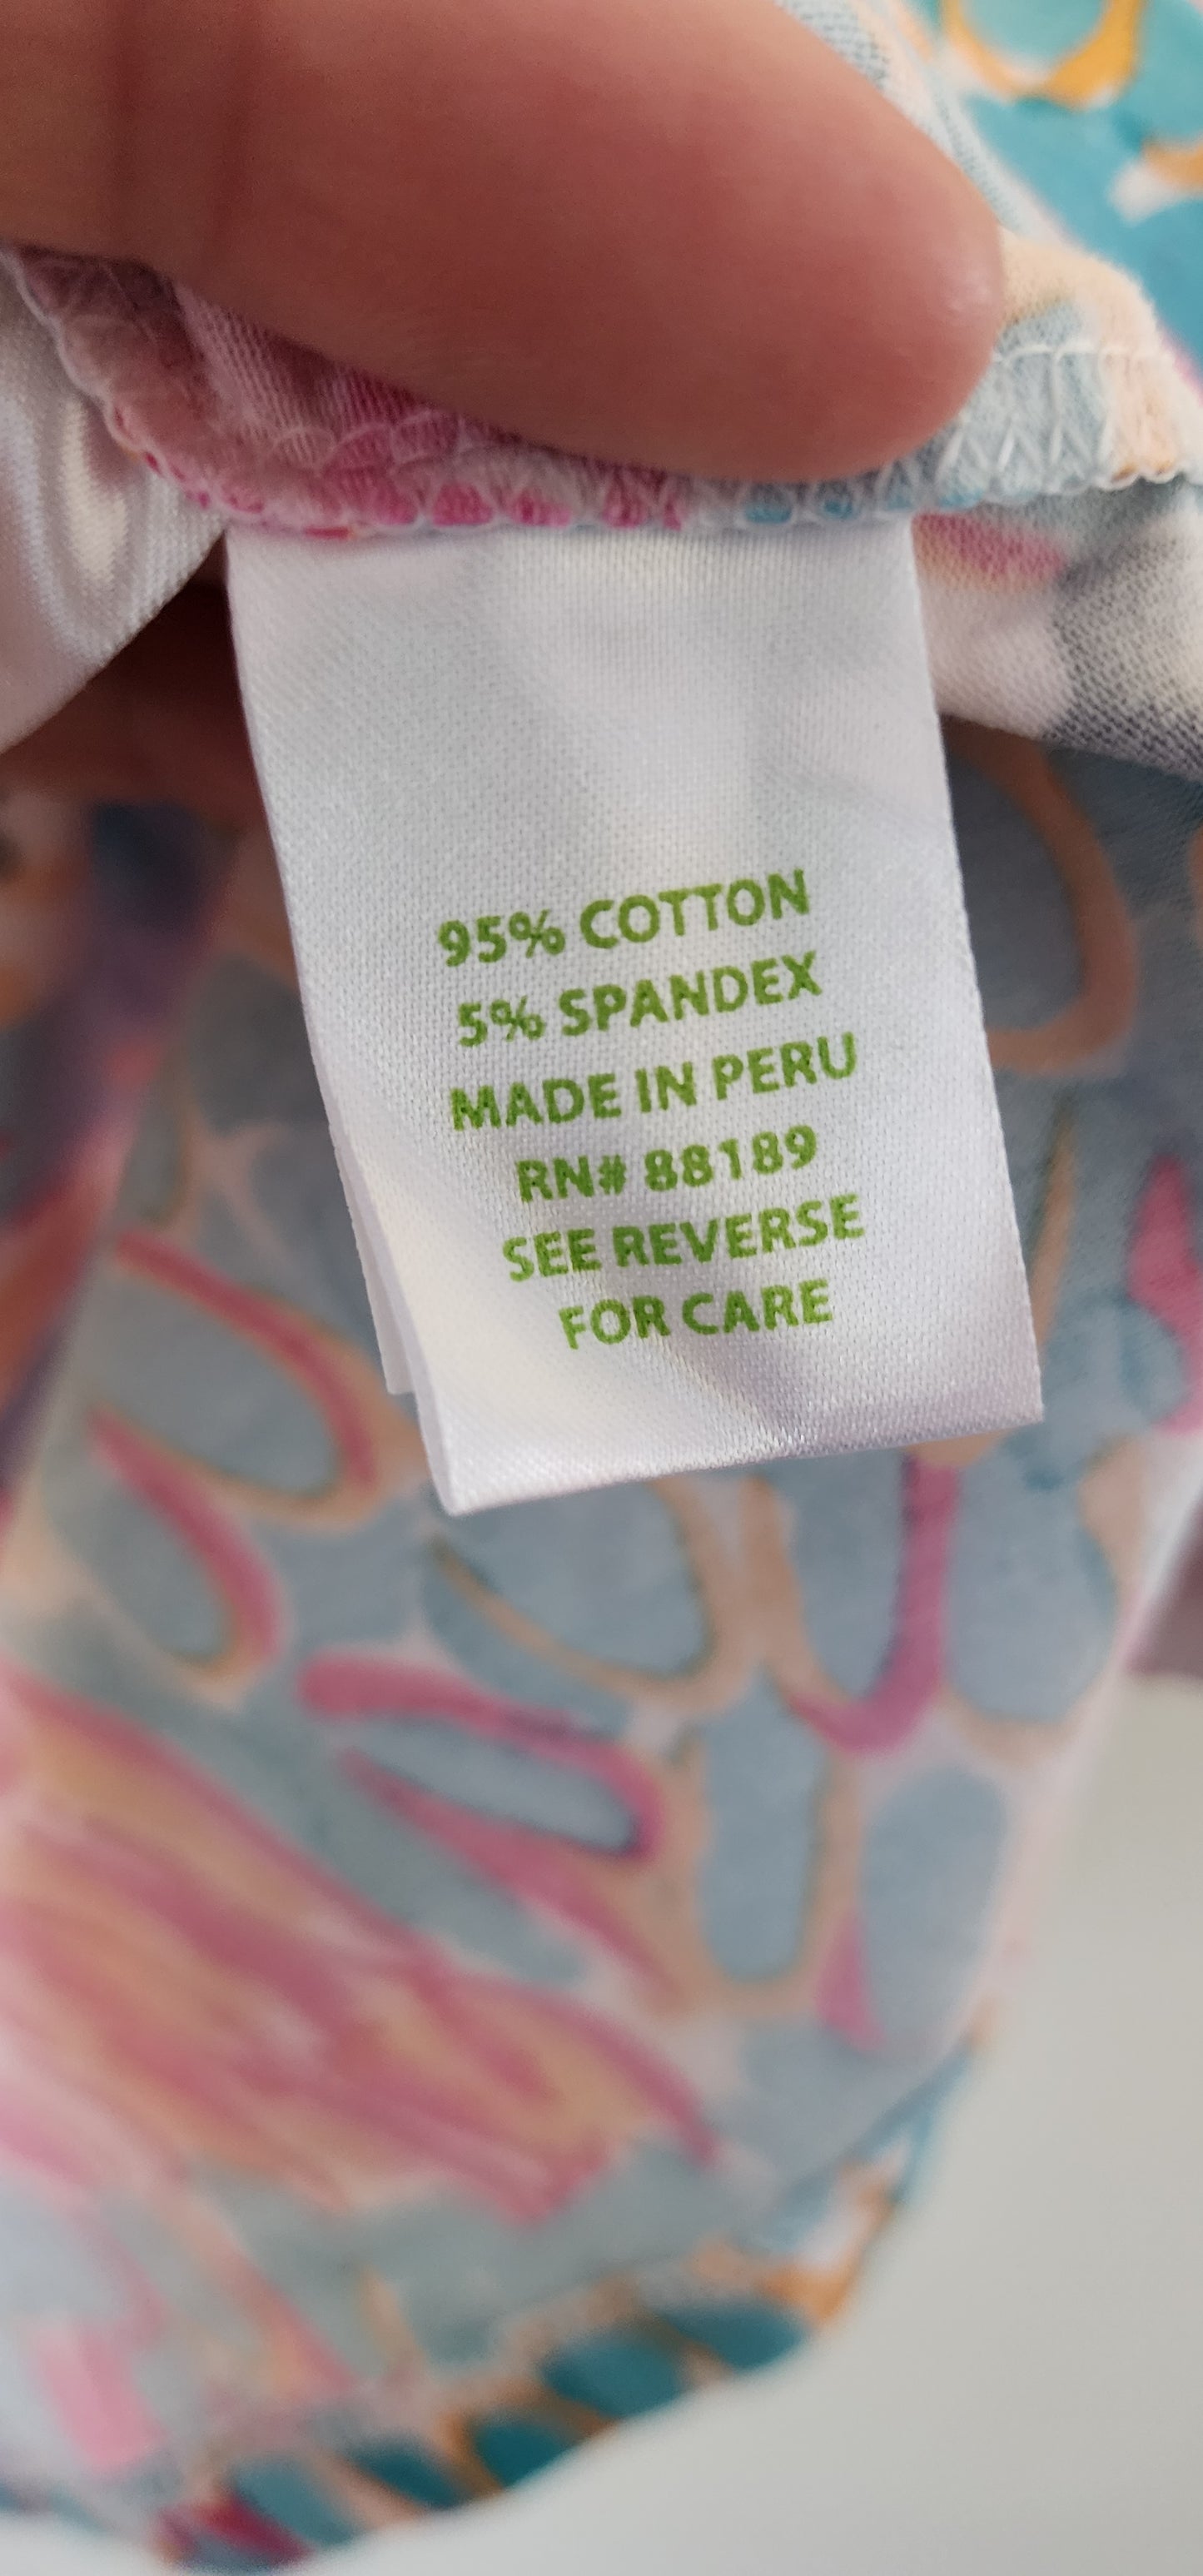 95% COTTON
5% SPANDEX
MADE IN PERU
RN# 88189
SEE REVERSE
FOR CARE